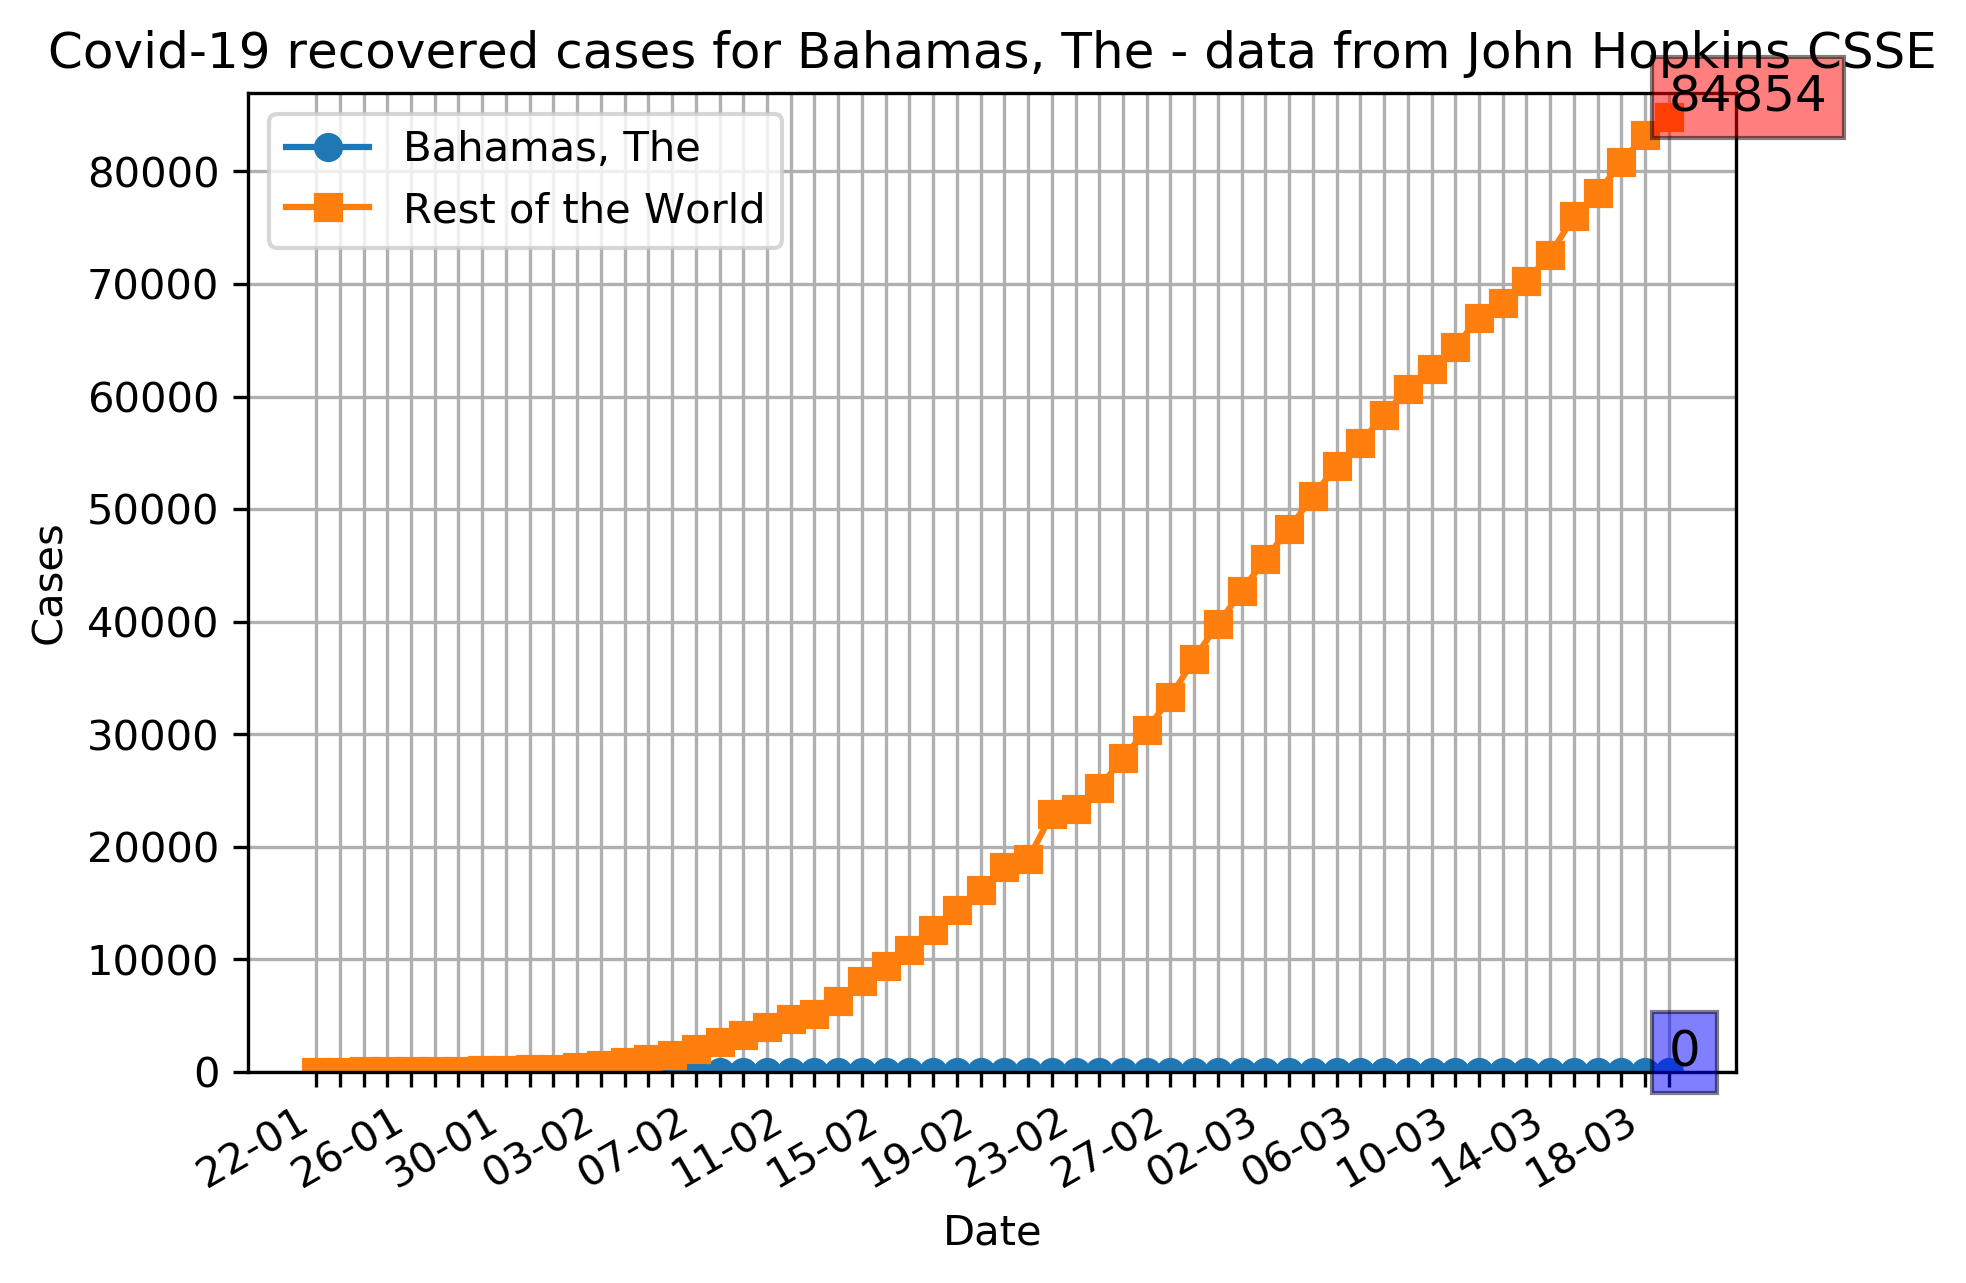 Covid-19 recovered cases for Bahamas, The - data from John Hopkins CSSE
84854
Bahamas, The
Rest of the World
80000
70000
60000
50000
40000
30000
20000
10000
0
0
Cases
22-01 26-01 30-01 03-02 07-02 11-02 15-02 19-02 23-02 27-02 02-03 06-03 10-03 14-03 18-03
Date